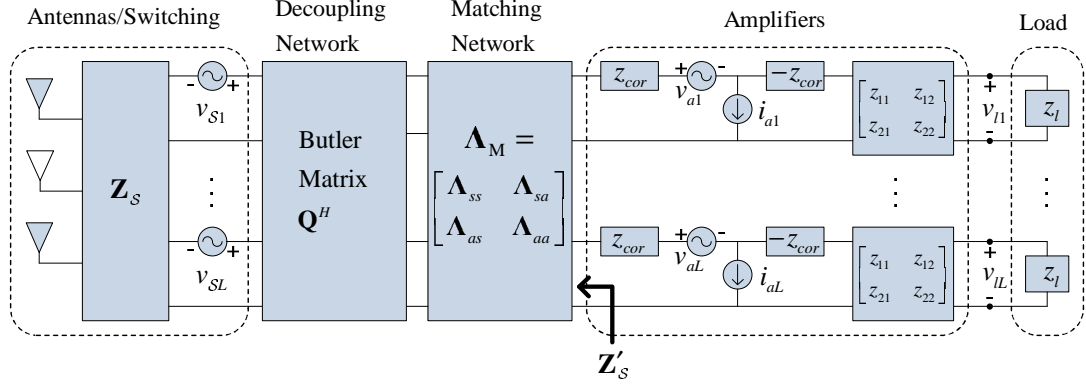 Antennas/Switching
Decoupling
Network
Matching
Network
Amplifiers
Load
Z_S
- +
v_S1
⋮
- +
v_SL
Butler
Matrix
Q^H
Λ_M =
[Λ_ss Λ_sa
Λ_as Λ_aa]
Z′_S
z_cor
+ -
v_a1
i_a1
-z_cor
[z_11 z_12
z_21 z_22]
+
v_l1
-
z_l
⋮
⋮
⋮
z_cor
+ -
v_aL
i_aL
-z_cor
[z_11 z_12
z_21 z_22]
+
v_lL
-
z_l